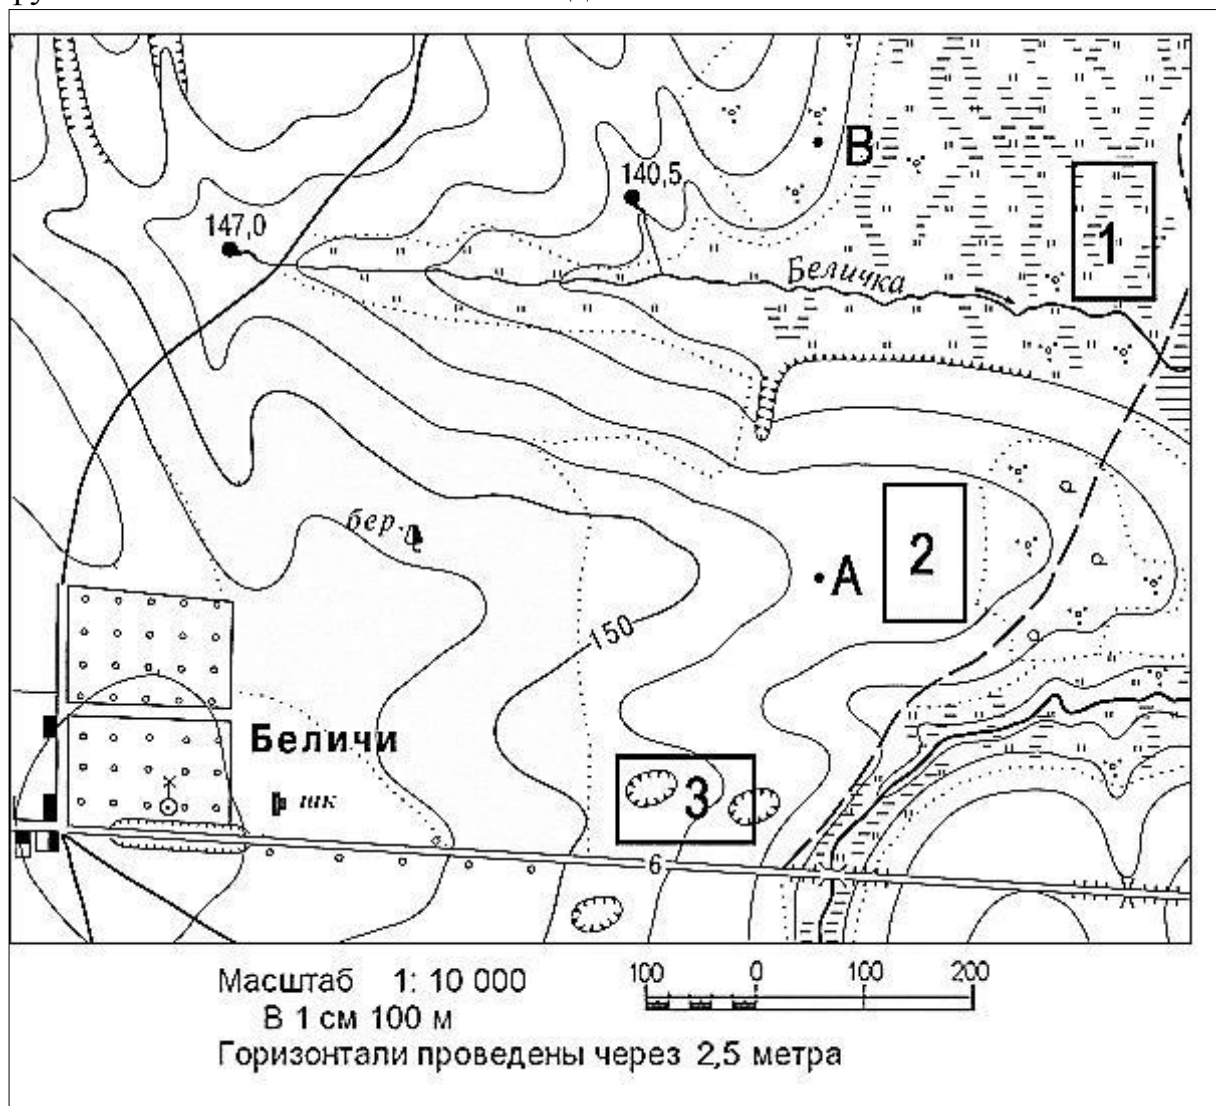 В
140,5
147,0
1
Беличка
бер.
2
А
150
Беличи
3
шк
6
100 0 100 200
Масштаб 1: 10 000
В 1 см 100 м
Горизонтали проведены через 2,5 метра